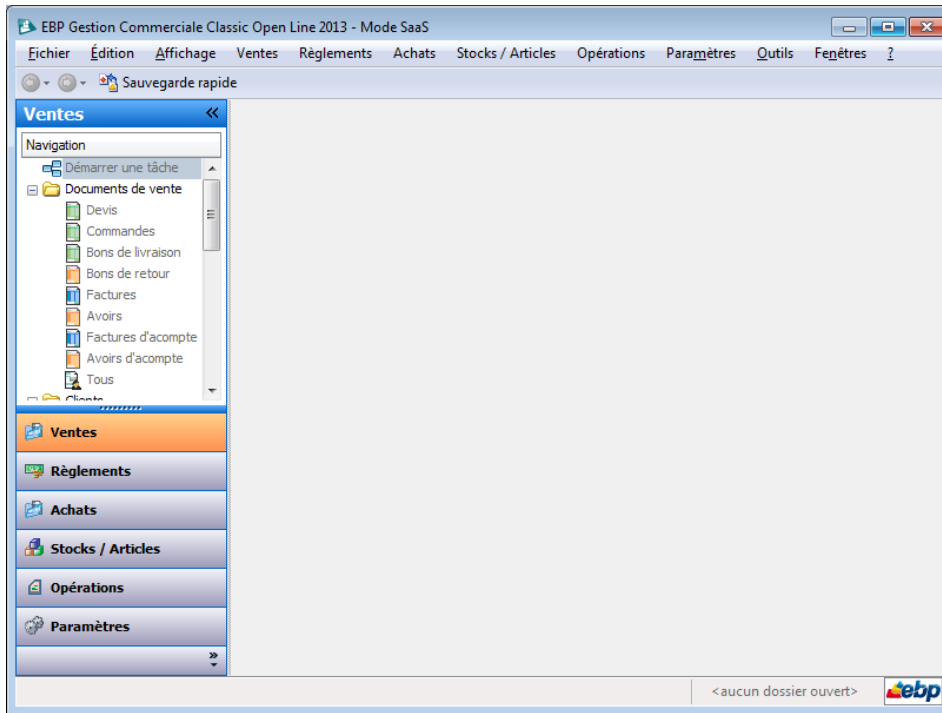 EBP Gestion Commerciale Classic Open Line 2013 - Mode SaaS
Fichier Édition Affichage Ventes Règlements Achats Stocks / Articles Opérations Paramètres Outils Fenêtres ?
Sauvegarde rapide
Ventes
Navigation
Démarrer une tâche
Documents de vente
Devis
Commandes
Bons de livraison
Bons de retour
Factures
Avoirs
Factures d'acompte
Avoirs d'acompte
Tous
Clients
Ventes
Règlements
Achats
Stocks / Articles
Opérations
Paramètres
<aucun dossier ouvert> ebp